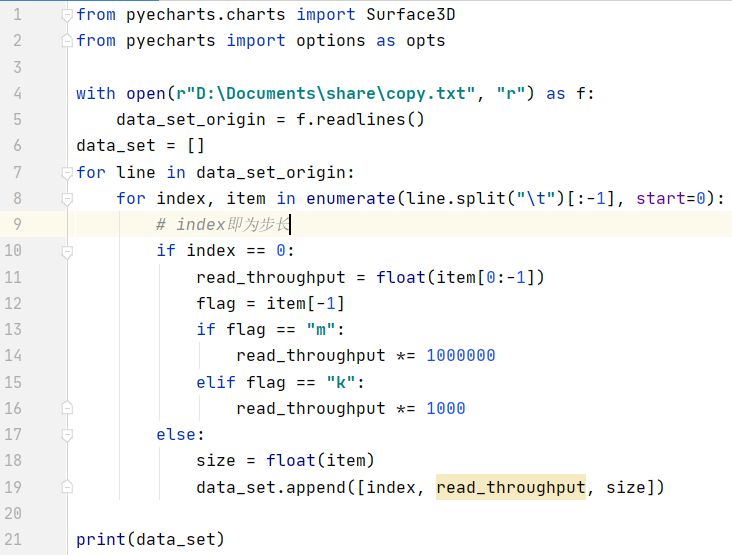 1 from pyecharts.charts import Surface3D
2 from pyecharts import options as opts
3
4 with open(r"D:\Documents\share\copy.txt", "r") as f:
5     data_set_origin = f.readlines()
6 data_set = []
7 for line in data_set_origin:
8     for index, item in enumerate(line.split("\t")[:-1], start=0):
9         # index即为步长
10         if index == 0:
11             read_throughput = float(item[0:-1])
12             flag = item[-1]
13             if flag == "m":
14                 read_throughput *= 1000000
15             elif flag == "k":
16                 read_throughput *= 1000
17         else:
18             size = float(item)
19             data_set.append([index, read_throughput, size])
20
21 print(data_set)